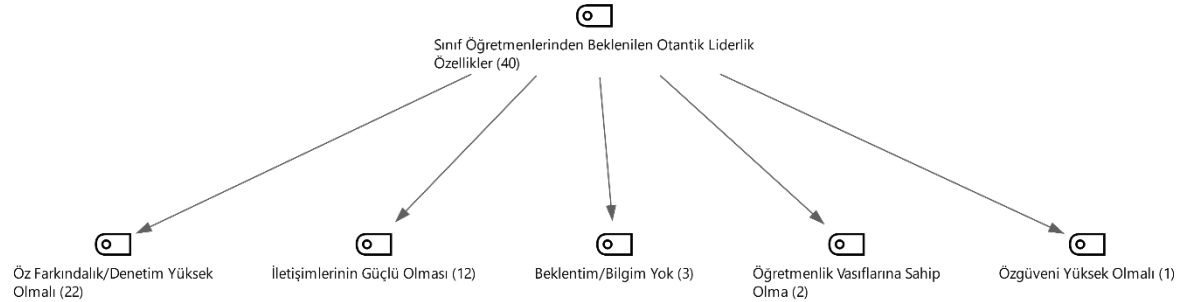 Sınıf Öğretmenlerinden Beklenilen Otantik Liderlik
Özellikler (40)
Öz Farkındalık/Denetim Yüksek
Olmalı (22)
İletişimlerinin Güçlü Olması (12)
Beklentim/Bilgim Yok (3)
Öğretmenlik Vasıflarına Sahip
Olma (2)
Özgüveni Yüksek Olmalı (1)